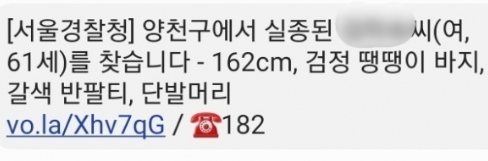 [서울경찰청] 양천구에서 실종된 씨(여,
61세)를 찾습니다 - 162cm, 검정 땡땡이 바지,
갈색 반팔티, 단발머리
vo.la/Xhv7qG / ☎182